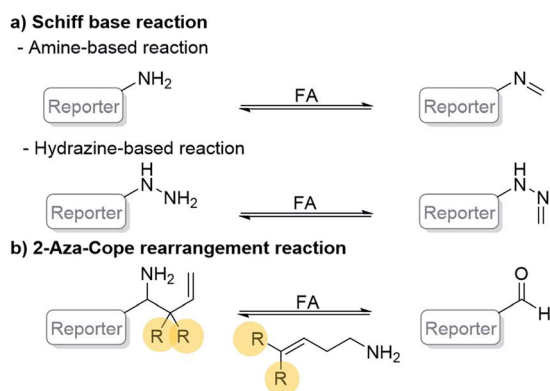 a) Schiff base reaction
- Amine-based reaction
NH2
Reporter
FA
N
Reporter
- Hydrazine-based reaction
H
N
NH2
Reporter
FA
H
N
N
Reporter
b) 2-Aza-Cope rearrangement reaction
NH2
Reporter
R R
FA
R
R
NH2
O
H
Reporter